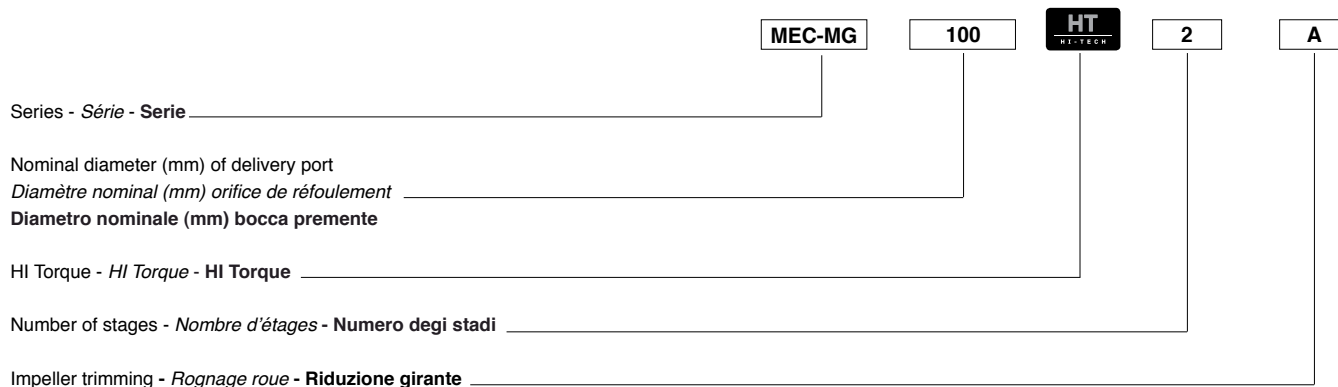 MEC-MG 100 HT 2 A
HI-TECH
Series - Série - Serie
Nominal diameter (mm) of delivery port
Diamètre nominal (mm) orifice de réfoulement
Diametro nominale (mm) bocca premente
HI Torque - HI Torque - HI Torque
Number of stages - Nombre d'étages - Numero degi stadi
Impeller trimming - Rognage roue - Riduzione girante